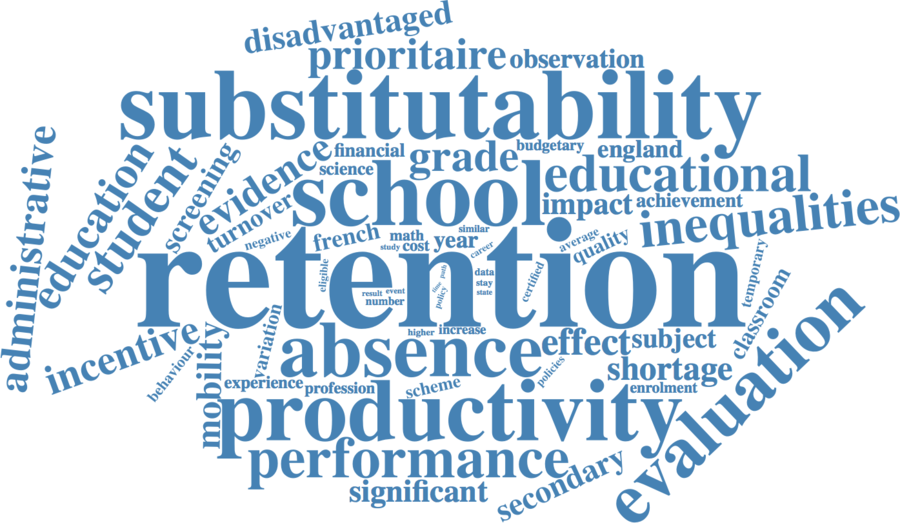 disadvantaged
prioritaire
observation
substitutability
administrative
education
student
screening
evidence
financial
science
grade
budgetary
england
educational
turnover
school
impact
achievement
inequalities
negative
french
math
study
cost
year
similar
career
average
quality
retention
eligible
result
event
number
time
path
policy
data
stay
state
certified
temporary
classroom
incentive
behaviour
mobility
variation
higher
increase
absence
effect
subject
policies
shortage
enrolment
experience
profession
scheme
productivity
evaluation
performance
significant
secondary